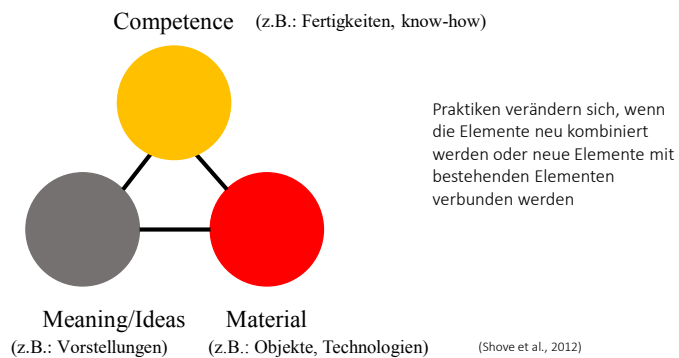 Competence (z.B.: Fertigkeiten, know-how)
Praktiken verändern sich, wenn
die Elemente neu kombiniert
werden oder neue Elemente mit
bestehenden Elementen
verbunden werden
Meaning/Ideas Material
(z.B.: Vorstellungen) (z.B.: Objekte, Technologien) (Shove et al., 2012)